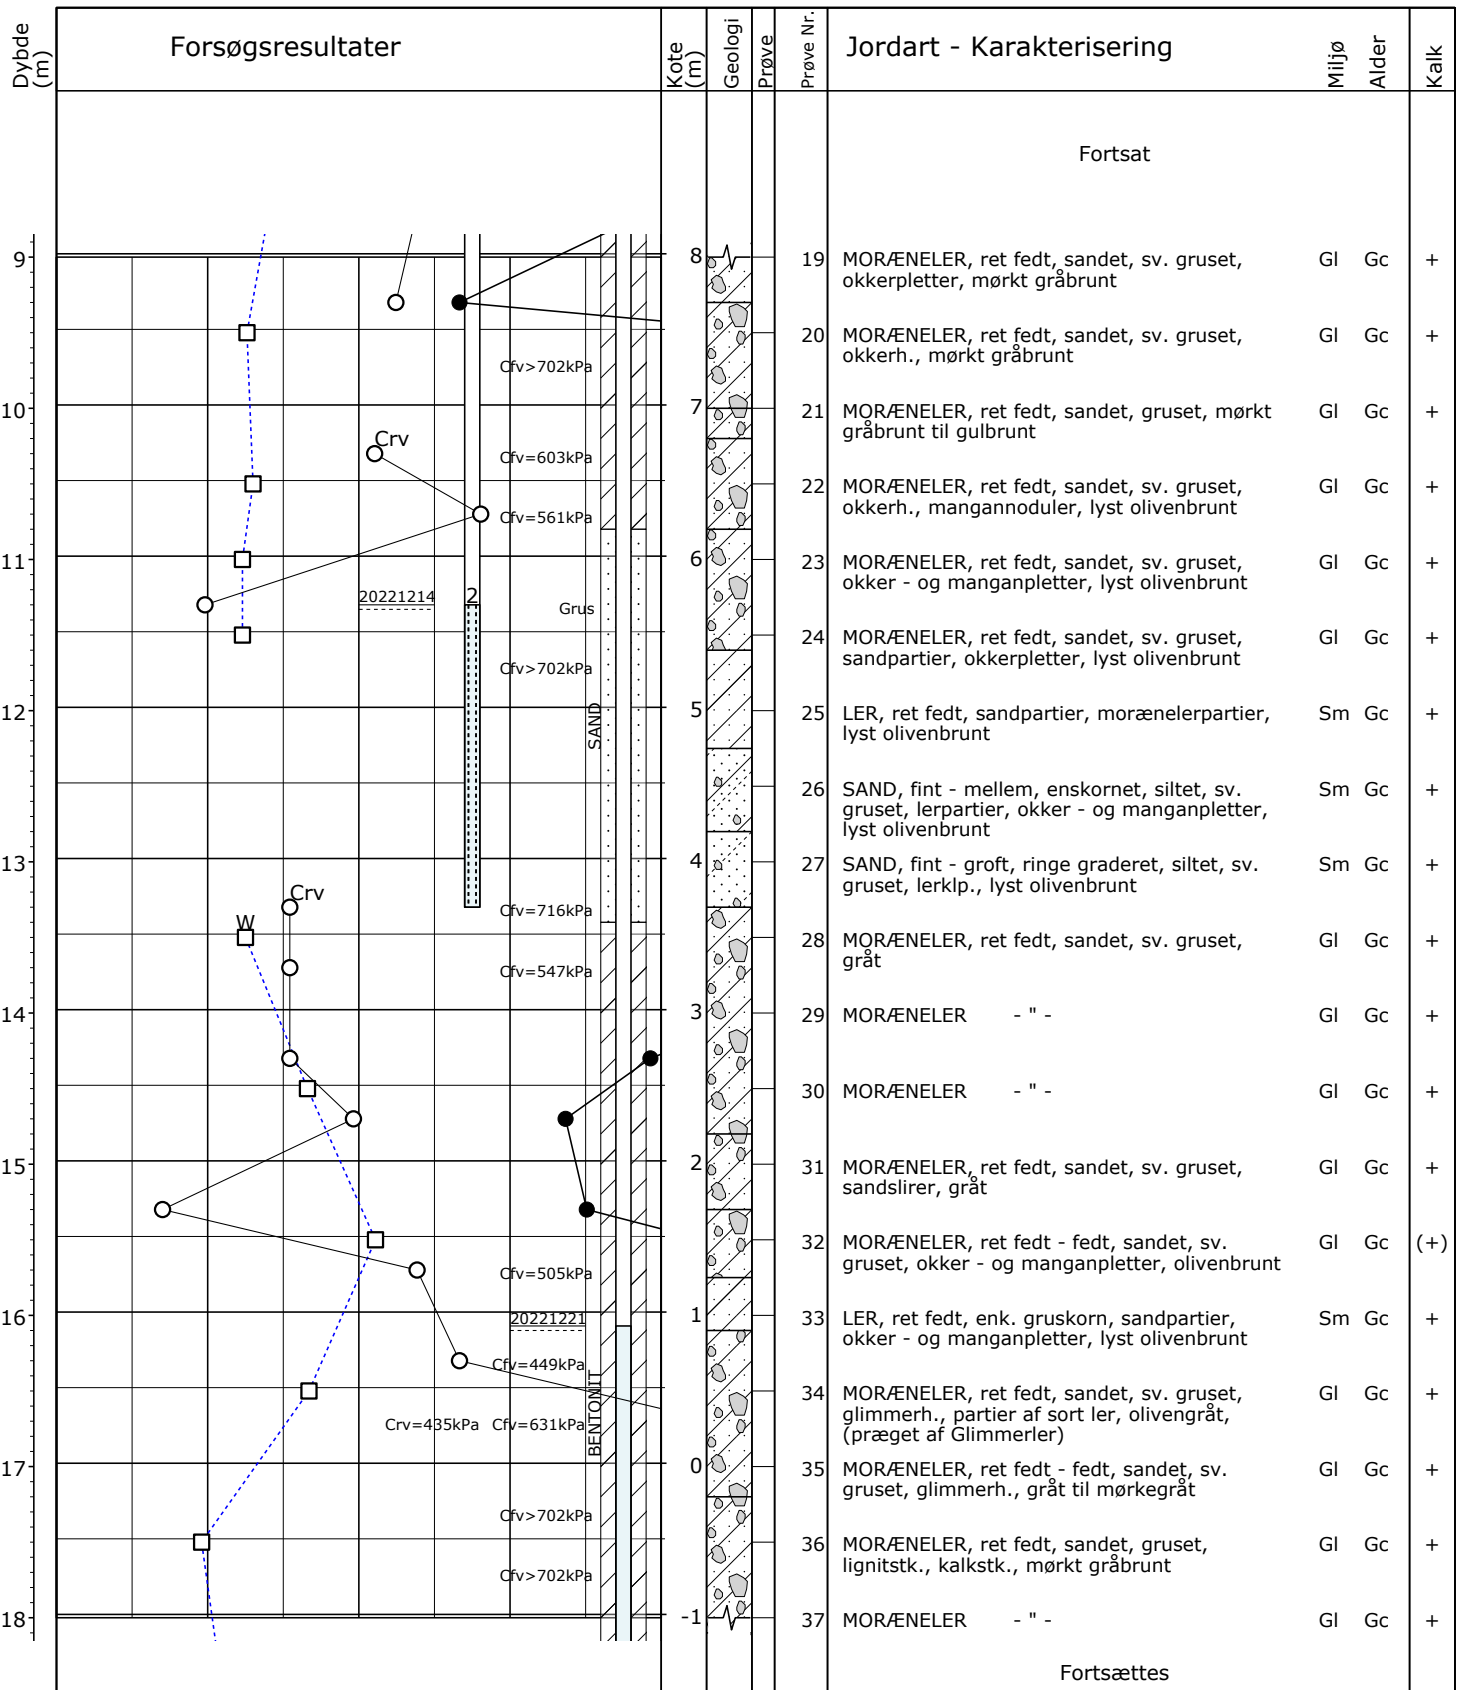 Dybde (m)
Forsøgsresultater
Kote (m)
Geologi
Prøve
Prøve Nr.
Jordart - Karakterisering
Miljø
Alder
Kalk
Fortsat
9
8
19 MORÆNELER, ret fedt, sandet, sv. gruset, Gl Gc +
okkerpletter, mørkt gråbrunt
20 MORÆNELER, ret fedt, sandet, sv. gruset, Gl Gc +
okkerh., mørkt gråbrunt
Cfv>702kPa
10
7
21 MORÆNELER, ret fedt, sandet, gruset, mørkt Gl Gc +
gråbrunt til gulbrunt
Crv
Cfv=603kPa
22 MORÆNELER, ret fedt, sandet, sv. gruset, Gl Gc +
okkerh., mangannoduler, lyst olivenbrunt
Cfv=561kPa
11
6
23 MORÆNELER, ret fedt, sandet, sv. gruset, Gl Gc +
okker - og manganpletter, lyst olivenbrunt
20221214
2
Grus
24 MORÆNELER, ret fedt, sandet, sv. gruset, Gl Gc +
sandpartier, okkerpletter, lyst olivenbrunt
Cfv>702kPa
12
SAND
5
25 LER, ret fedt, sandpartier, morænelerpartier, Sm Gc +
lyst olivenbrunt
26 SAND, fint - mellem, enskornet, siltet, sv. Sm Gc +
gruset, lerpartier, okker - og manganpletter,
lyst olivenbrunt
13
4
27 SAND, fint - groft, ringe graderet, siltet, sv. Sm Gc +
gruset, lerklp., lyst olivenbrunt
Crv
Cfv=716kPa
W
28 MORÆNELER, ret fedt, sandet, sv. gruset, Gl Gc +
gråt
Cfv=547kPa
14
3
29 MORÆNELER - " - Gl Gc +
30 MORÆNELER - " - Gl Gc +
15
2
31 MORÆNELER, ret fedt, sandet, sv. gruset, Gl Gc +
sandslirer, gråt
32 MORÆNELER, ret fedt - fedt, sandet, sv. Gl Gc (+)
gruset, okker - og manganpletter, olivenbrunt
Cfv=505kPa
16
20221221
1
33 LER, ret fedt, enk. gruskorn, sandpartier, Sm Gc +
okker - og manganpletter, lyst olivenbrunt
Cfv=449kPa
34 MORÆNELER, ret fedt, sandet, sv. gruset, Gl Gc +
glimmerh., partier af sort ler, olivengråt,
(præget af Glimmerler)
Crv=435kPa Cfv=631kPa
BENTONIT
17
0
35 MORÆNELER, ret fedt - fedt, sandet, sv. Gl Gc +
gruset, glimmerh., gråt til mørkegråt
Cfv>702kPa
36 MORÆNELER, ret fedt, sandet, gruset, Gl Gc +
lignitstk., kalkstk., mørkt gråbrunt
Cfv>702kPa
18
-1
37 MORÆNELER - " - Gl Gc +
Fortsættes